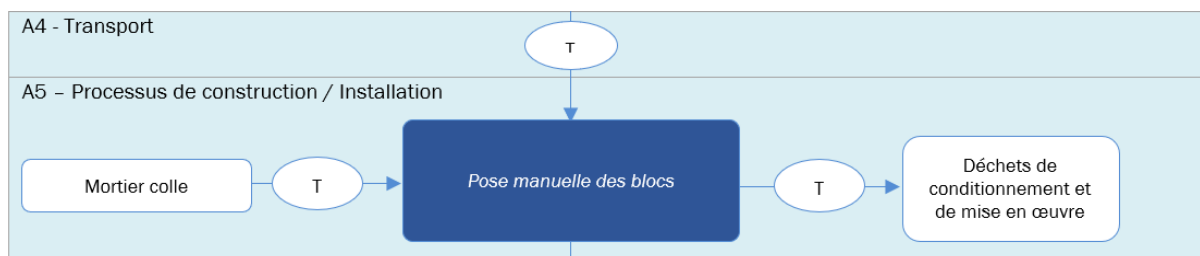 A4 - Transport
T
A5 – Processus de construction / Installation
Mortier colle
T
Pose manuelle des blocs
T
Déchets de
conditionnement et
de mise en œuvre